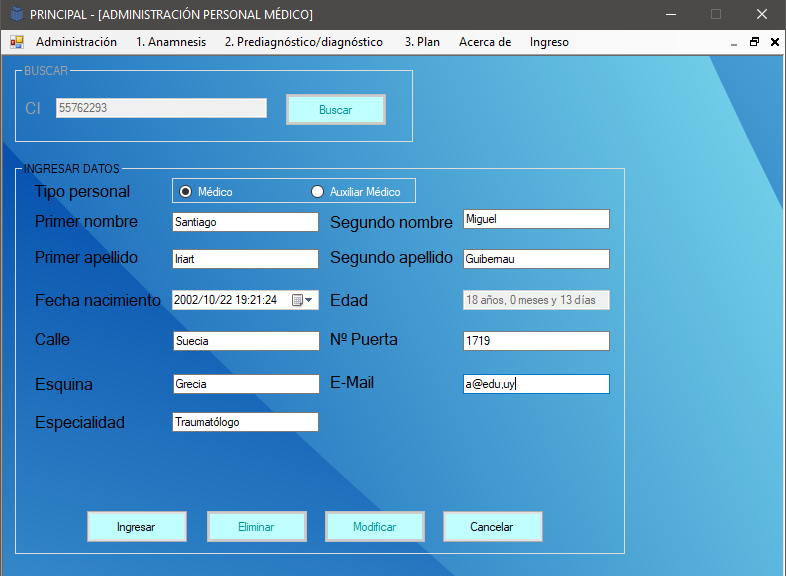 PRINCIPAL - [ADMINISTRACIÓN PERSONAL MÉDICO]
Administración 1. Anamnesis 2. Prediagnóstico/diagnóstico 3. Plan Acerca de Ingreso
BUSCAR
CI 55762293 Buscar
INGRESAR DATOS
Tipo personal Médico Auxiliar Médico
Primer nombre Santiago Segundo nombre Miguel
Primer apellido Iriart Segundo apellido Guibernau
Fecha nacimiento 2002/10/22 19:21:24 Edad 18 años, 0 meses y 13 días
Calle Suecia Nº Puerta 1719
Esquina Grecia E-Mail a@edu,uy
Especialidad Traumatólogo
Ingresar Eliminar Modificar Cancelar